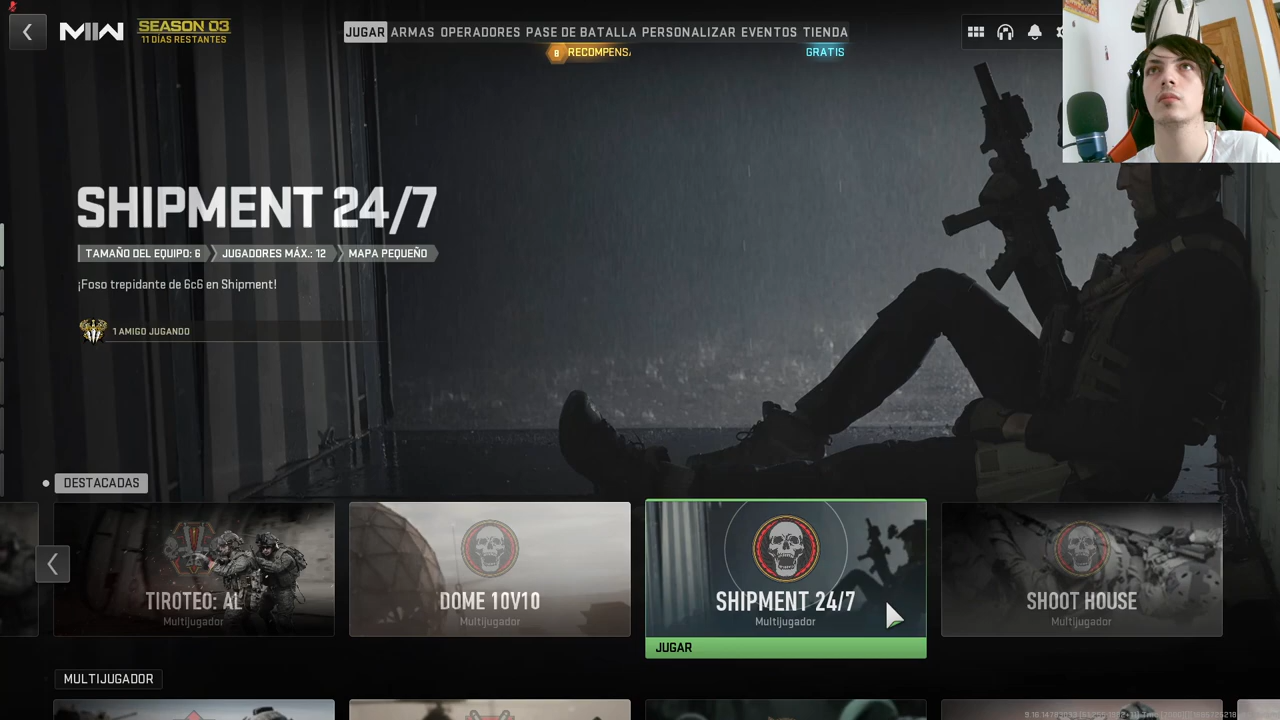 MW
SEASON 03
11 DÍAS RESTANTES
JUGAR ARMAS OPERADORES PASE DE BATALLA PERSONALIZAR EVENTOS TIENDA
8 RECOMPENSA
GRATIS
SHIPMENT 24/7
TAMAÑO DEL EQUIPO: 6 JUGADORES MÁX.: 12 MAPA PEQUEÑO
¡Foso trepidante de 6c6 en Shipment!
1 AMIGO JUGANDO
DESTACADAS
TIROTEO: AL
Multijugador
DOME 10V10
Multijugador
SHIPMENT 24/7
Multijugador
JUGAR
SHOOT HOUSE
Multijugador
MULTIJUGADOR